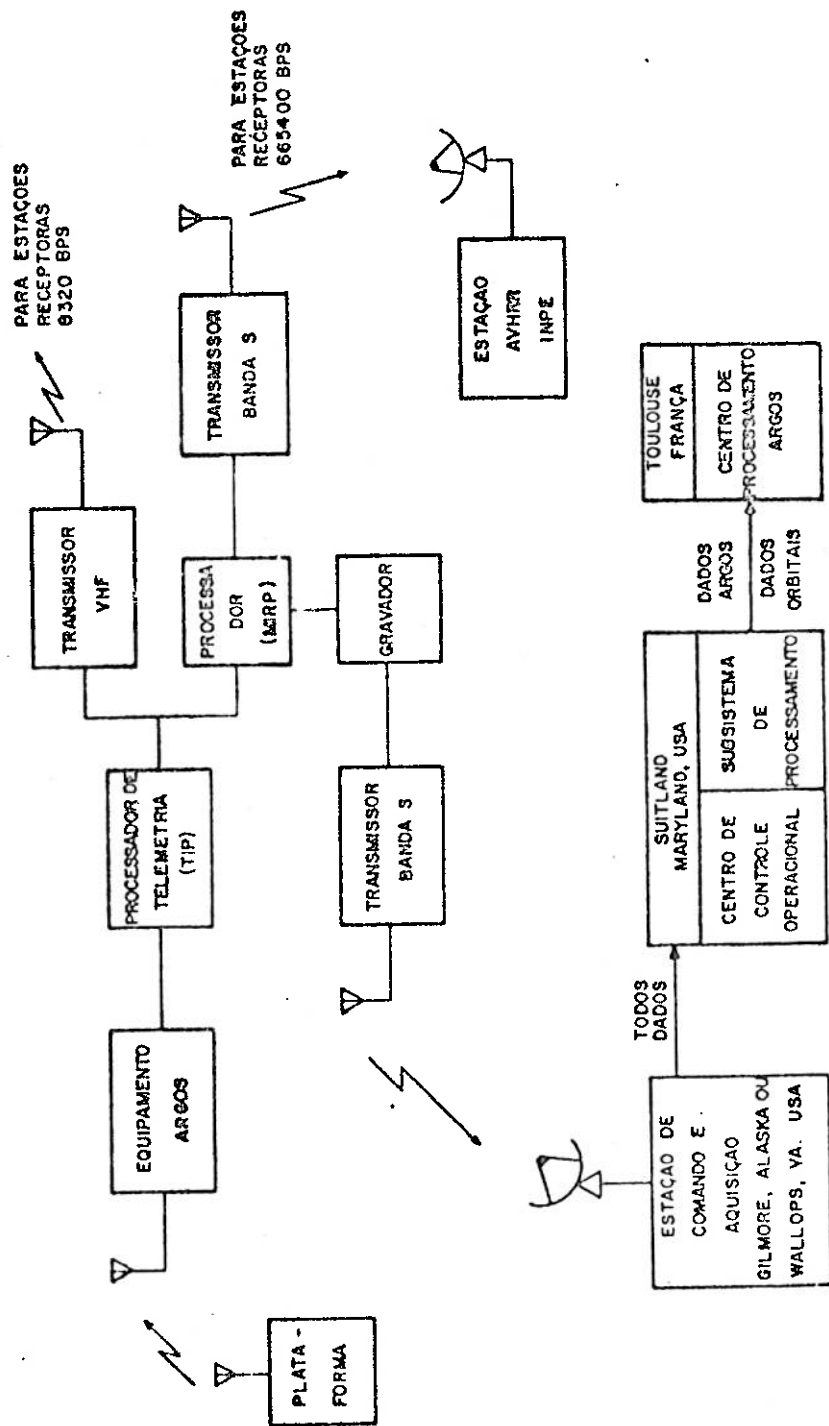 PARA ESTAÇÕES
RECEPTORAS
8320 BPS
PARA ESTAÇÕES
RECEPTORAS
665400 BPS
TRANSMISSOR
VHF
TRANSMISSOR
BANDA S
PROCESSADOR DE
TELEMETRIA
(TIP)
PROCESSA
DOR
(MIRP)
EQUIPAMENTO
ARGOS
GRAVADOR
TRANSMISSOR
BANDA S
PLATA -
FORMA
ESTAÇÃO
AVHRR
INPE
ESTAÇÃO DE
COMANDO E
AQUISIÇÃO
GILMORE, ALASKA OU
WALLOPS, VA. USA
TODOS
DADOS
SUITLAND
MARYLAND, USA
CENTRO DE
CONTROLE
OPERACIONAL
SUBSISTEMA
DE
PROCESSAMENTO
DADOS
ARGOS
DADOS
ORBITAIS
TOULOUSE
FRANÇA
CENTRO DE
PROCESSAMENTO
ARGOS